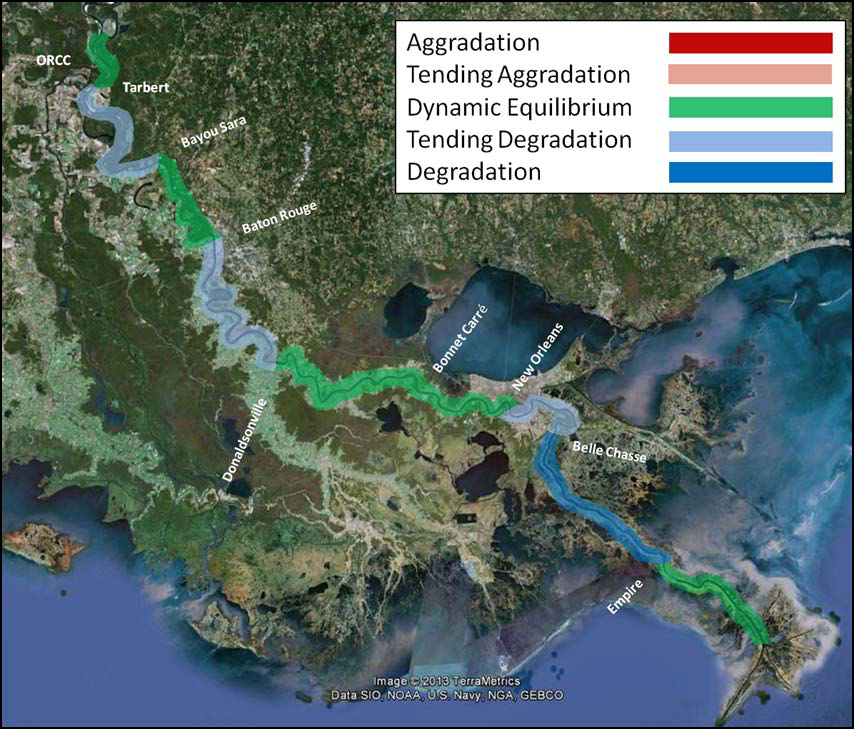 Aggradation
Tending Aggradation
Dynamic Equilibrium
Tending Degradation
Degradation
ORCC
Tarbert
Bayou Sara
Baton Rouge
Bonnet Carré
New Orleans
Donaldsonville
Belle Chasse
Empire
Image © 2013 TerraMetrics
Data SIO, NOAA, U.S. Navy, NGA, GEBCO